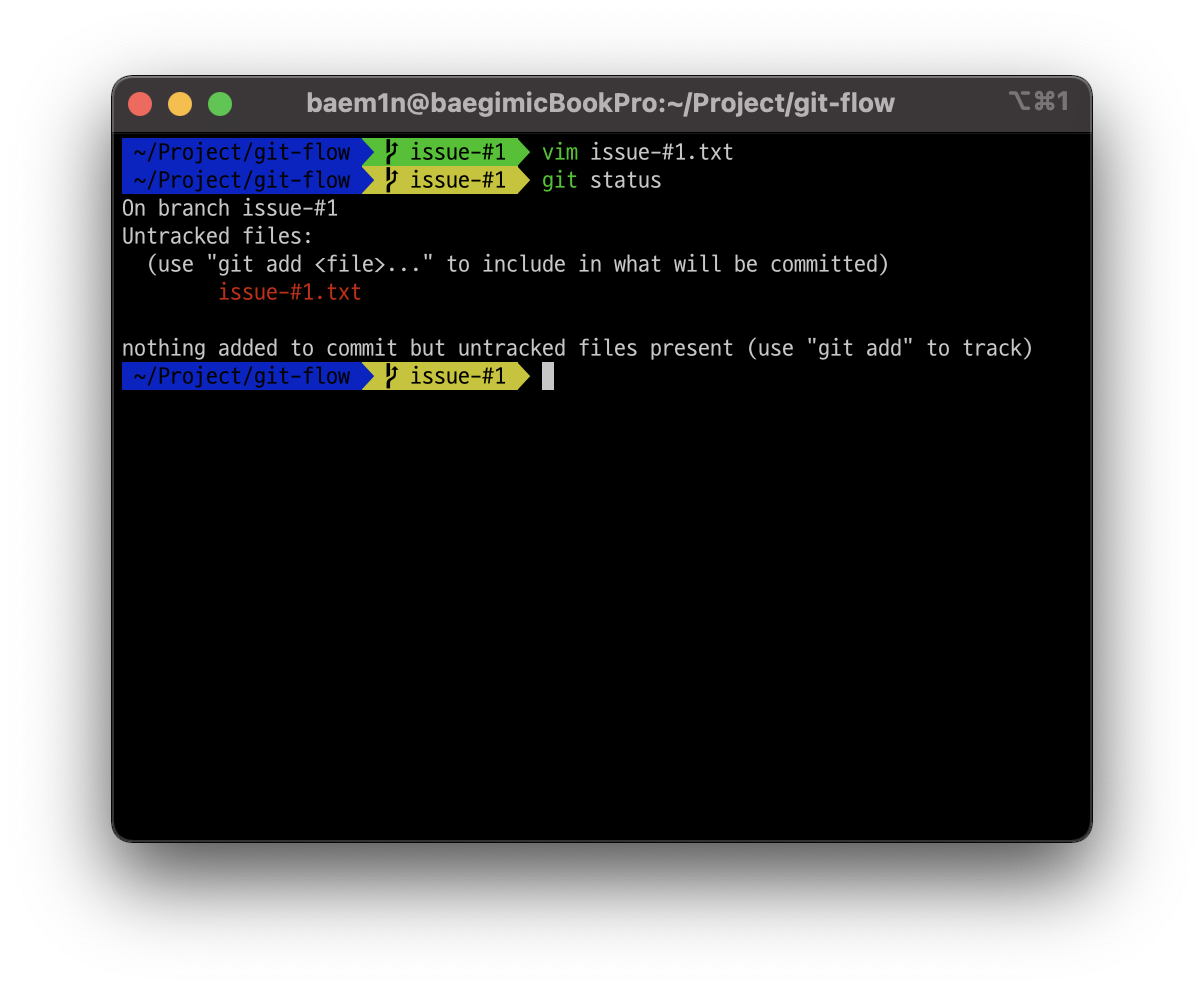 baem1n@baegimicBookPro:~/Project/git-flow ⌥⌘1
~/Project/git-flow issue-#1 vim issue-#1.txt
~/Project/git-flow issue-#1 git status
On branch issue-#1
Untracked files:
  (use "git add <file>..." to include in what will be committed)
        issue-#1.txt

nothing added to commit but untracked files present (use "git add" to track)
~/Project/git-flow issue-#1